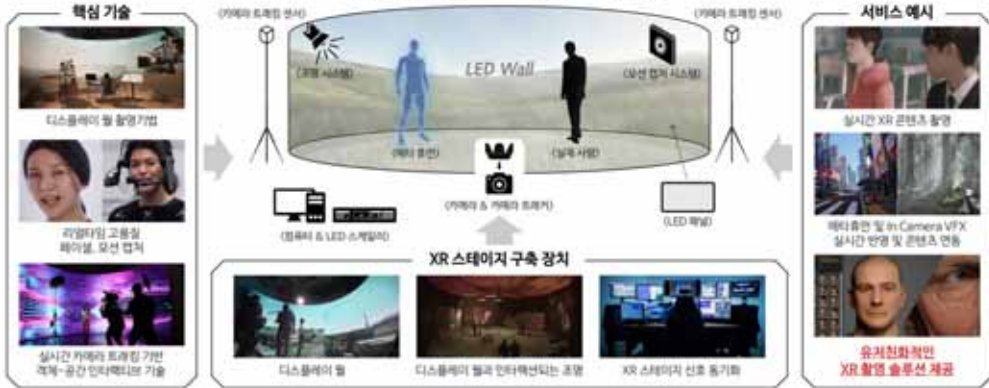 핵심 기술
디스플레이 월 촬영기법
리얼타임 고품질
페이셜, 모션 캡처
실시간 카메라 트래킹 기반
객체-공간 인터랙티브 기술
<카메라 트래킹 센서>
<카메라 트래킹 센서>
<조명 시스템>
LED Wall
<모션 캡처 시스템>
<메타 휴먼>
<실제 사람>
<카메라 & 카메라 트래커>
<컴퓨터 & LED 스케일러>
<LED 패널>
XR 스테이지 구축 장치
디스플레이 월
디스플레이 월과 인터랙션되는 조명
XR 스테이지 신호 동기화
서비스 예시
실시간 XR 콘텐츠 촬영
메타휴먼 및 In Camera VFX
실시간 반영 및 콘텐츠 연동
유저친화적인
XR 촬영 솔루션 제공